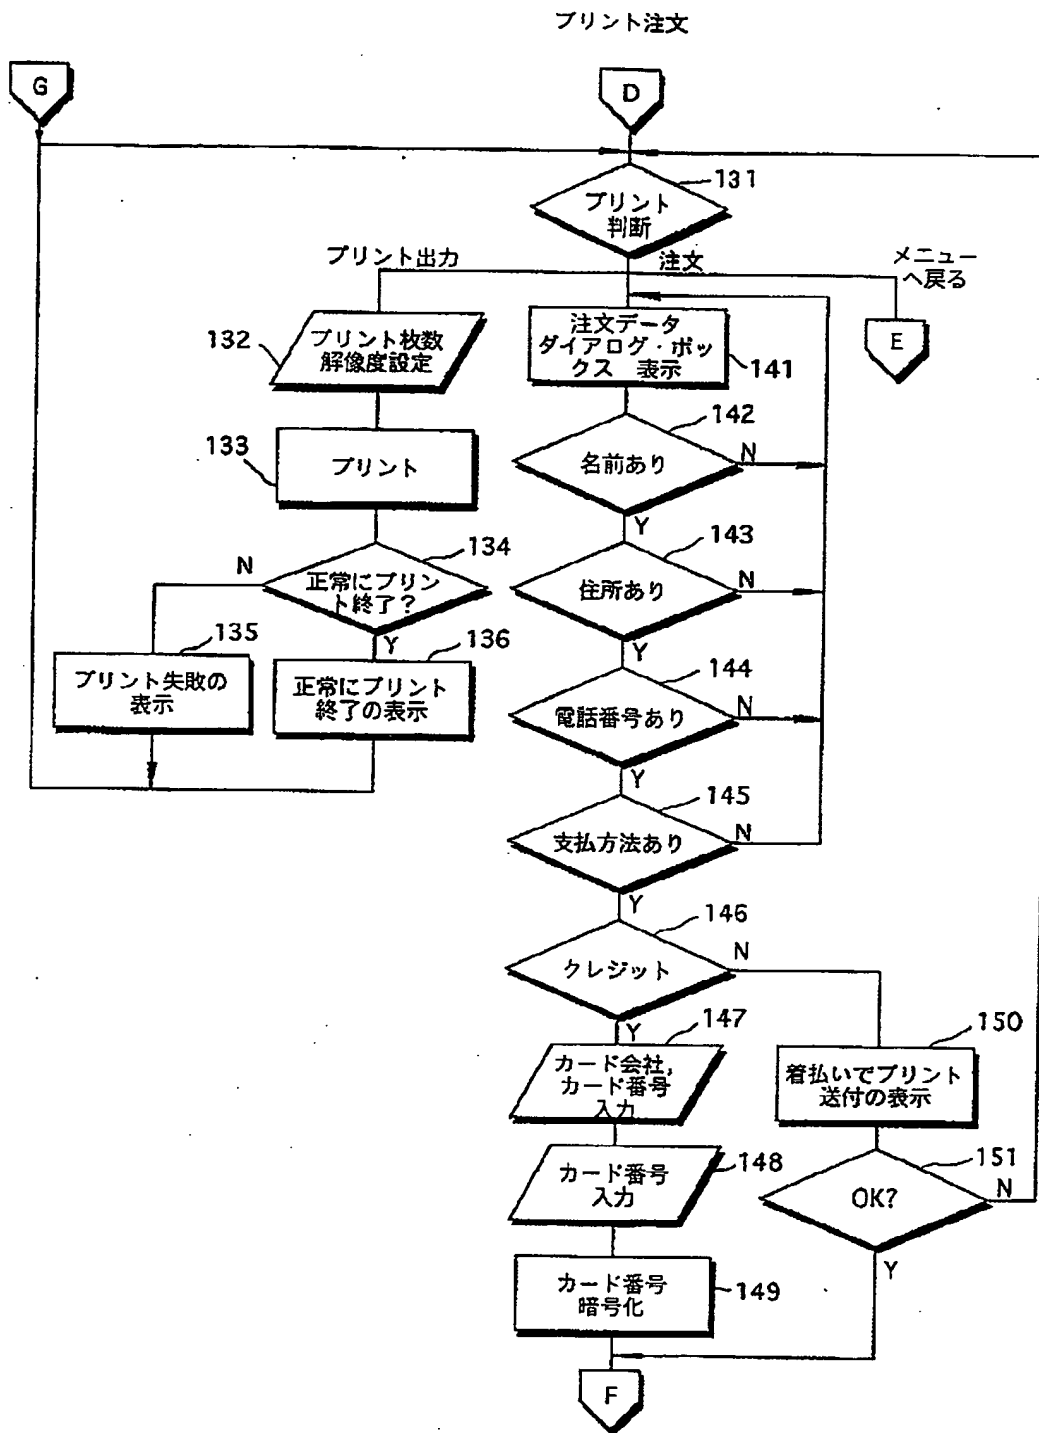 プリント注文
G
D
131
プリント
判断
プリント出力
注文
メニュー
へ戻る
132
プリント枚数
解像度設定
注文データ
ダイアログ・ボッ
クス 表示
141
E
133
プリント
142
名前あり
N
Y
134
N
正常にプリン
ト終了?
Y
143
住所あり
N
Y
135
プリント失敗の
表示
136
正常にプリント
終了の表示
144
電話番号あり
N
Y
145
支払方法あり
N
Y
146
クレジット
N
Y
147
カード会社,
カード番号
入力
150
着払いでプリント
送付の表示
148
カード番号
入力
151
OK?
N
Y
カード番号
暗号化
149
F